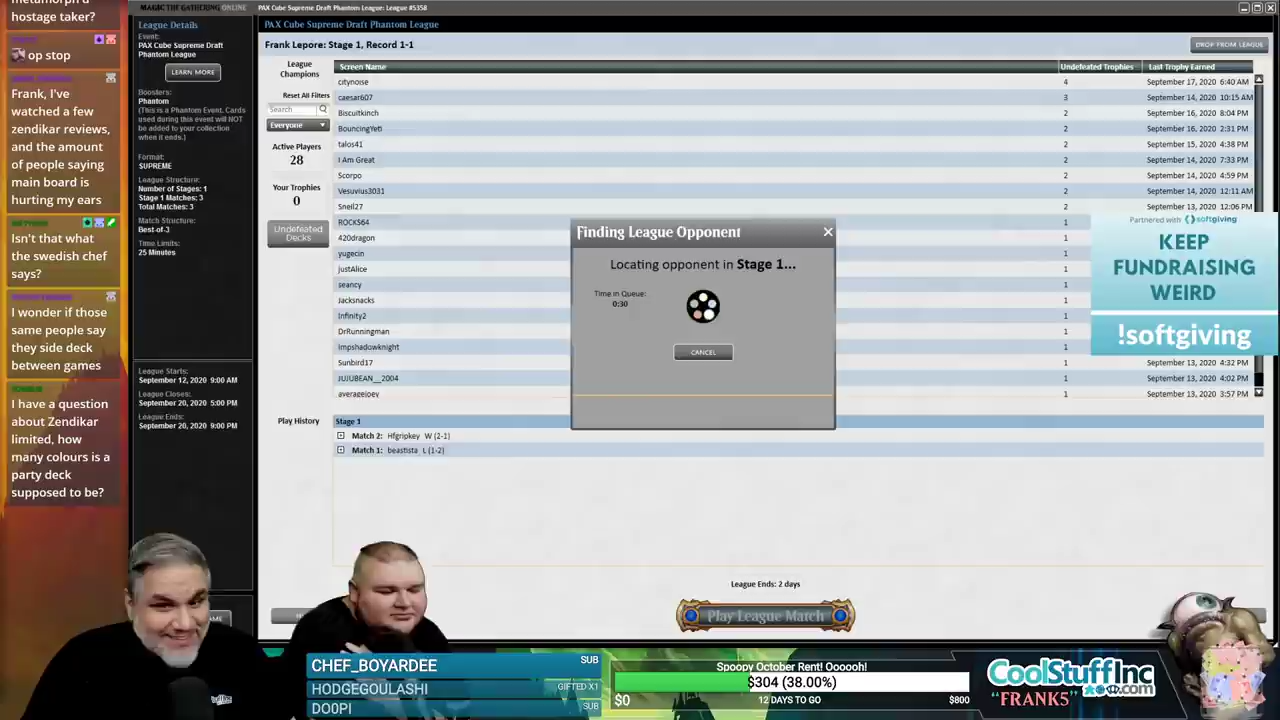 metamorph a
hostage taker?
op stop
Frank, I've
watched a few
zendikar reviews,
and the amount
of people saying
main board is
hurting my ears
Isn't that what
the swedish chef
says?
I wonder if those
same people say
they side deck
between games
I have a question
about Zendikar
limited, how
many colours is a
party deck
supposed to be?
MAGIC THE GATHERING ONLINE
PAX Cube Supreme Draft Phantom League: League #5358
League Details
Event:
PAX Cube Supreme Draft
Phantom League
LEARN MORE
Boosters:
Phantom
(This is a Phantom Event. Cards
used during this event will NOT
be added to your collection
when it ends.)
Format:
SUPREME
League Structure:
Number of Stages: 1
Stage 1 Matches: 3
Total Matches: 3
Match Structure:
Best-of-3
Time Limits:
25 Minutes
League Starts:
September 12, 2020 9:00 AM
League Closes:
September 20, 2020 5:00 PM
League Ends:
September 20, 2020 9:00 PM
PAX Cube Supreme Draft Phantom League
Frank Lepore: Stage 1, Record 1-1
DROP FROM LEAGUE
League
Champions
Reset All Filters
Search
Everyone
Active Players
28
Your Trophies
0
Undefeated
Decks
Screen Name Undefeated Trophies Last Trophy Earned
citynoise 4 September 17, 2020 6:40 AM
caesar607 3 September 14, 2020 10:15 AM
Biscuitkinch 2 September 16, 2020 8:04 PM
BouncingYeti 2 September 16, 2020 2:31 PM
talos41 2 September 15, 2020 4:38 PM
I Am Great 2 September 14, 2020 7:33 PM
Scorpo 2 September 14, 2020 4:59 PM
Vesuvius3031 2 September 14, 2020 12:11 AM
Sneil27 2 September 13, 2020 12:06 PM
ROCKS64 1
420dragon 1
yugecin 1
justAlice 1
seancy 1
Jacksnacks 1
Infinity2 1
DrRunningman 1
Impshadowknight 1
Sunbird17 1 September 13, 2020 4:32 PM
JUJUBEAN__2004 1 September 13, 2020 4:02 PM
averagejoey 1 September 13, 2020 3:57 PM
Finding League Opponent
Locating opponent in Stage 1...
Time in Queue:
0:30
CANCEL
Play History
Stage 1
Match 2: Hfgripkey W (2-1)
Match 1: beastista L (1-2)
League Ends: 2 days
Play League Match
Partnered with softgiving
KEEP
FUNDRAISING
WEIRD
!softgiving
CHEF_BOYARDEE SUB
HODGEGOULASHI GIFTED X1
DO0PI SUB
Spoopy October Rent! Oooooh!
$304 (38.00%)
$0 12 DAYS TO GO $800
CoolStuffInc
.com
"FRANK5"